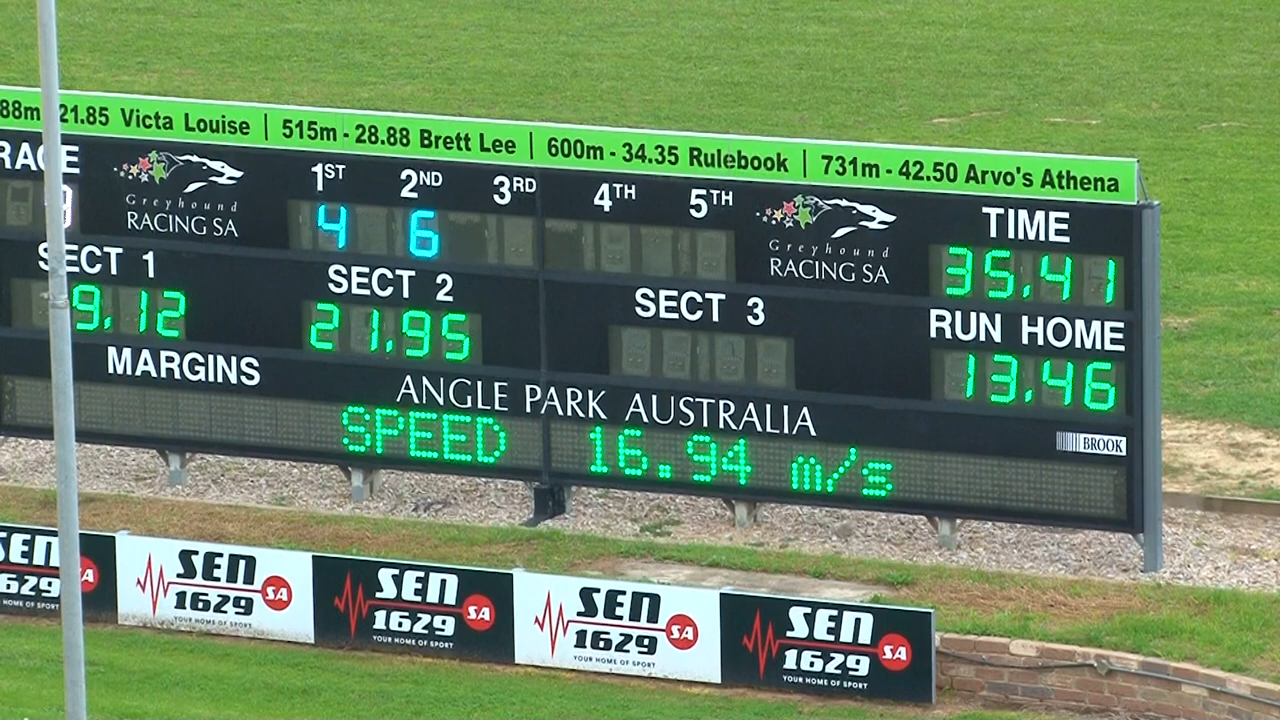 88m 21.85 Victa Louise | 515m - 28.88 Brett Lee | 600m - 34.35 Rulebook | 731m - 42.50 Arvo's Athena
RACE
Greyhound
RACING SA
1ST 2ND 3RD 4TH 5TH
4 6
Greyhound
RACING SA
TIME
35.41
SECT 1
9.12
SECT 2
21.95
SECT 3
RUN HOME
13.46
MARGINS
ANGLE PARK AUSTRALIA
BROOK
SPEED 16.94 m/s
SEN
629 SA
HOME OF SPORT
SEN
1629 SA
YOUR HOME OF SPORT
SEN
1629 SA
YOUR HOME OF SPORT
SEN
1629 SA
YOUR HOME OF SPORT
SEN
1629 SA
YOUR HOME OF SPORT